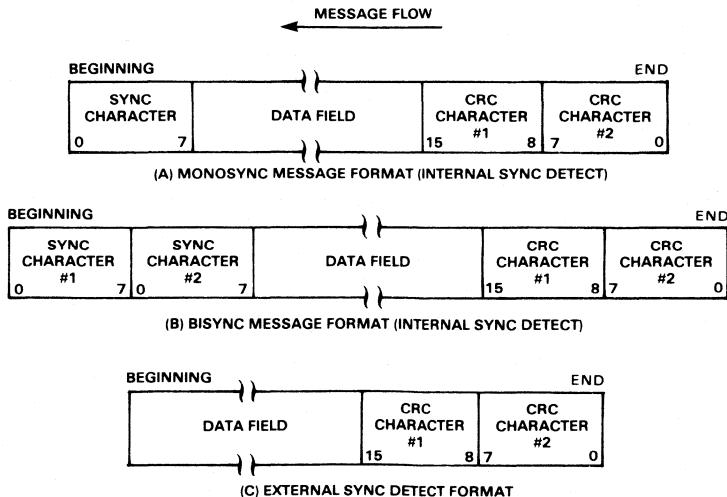 MESSAGE FLOW
BEGINNING END
SYNC CHARACTER 0 7 DATA FIELD CRC CHARACTER #1 15 8 CRC CHARACTER #2 7 0
(A) MONOSYNC MESSAGE FORMAT (INTERNAL SYNC DETECT)
BEGINNING END
SYNC CHARACTER #1 0 7 SYNC CHARACTER #2 0 7 DATA FIELD CRC CHARACTER #1 15 8 CRC CHARACTER #2 7 0
(B) BISYNC MESSAGE FORMAT (INTERNAL SYNC DETECT)
BEGINNING END
DATA FIELD CRC CHARACTER #1 15 8 CRC CHARACTER #2 7 0
(C) EXTERNAL SYNC DETECT FORMAT